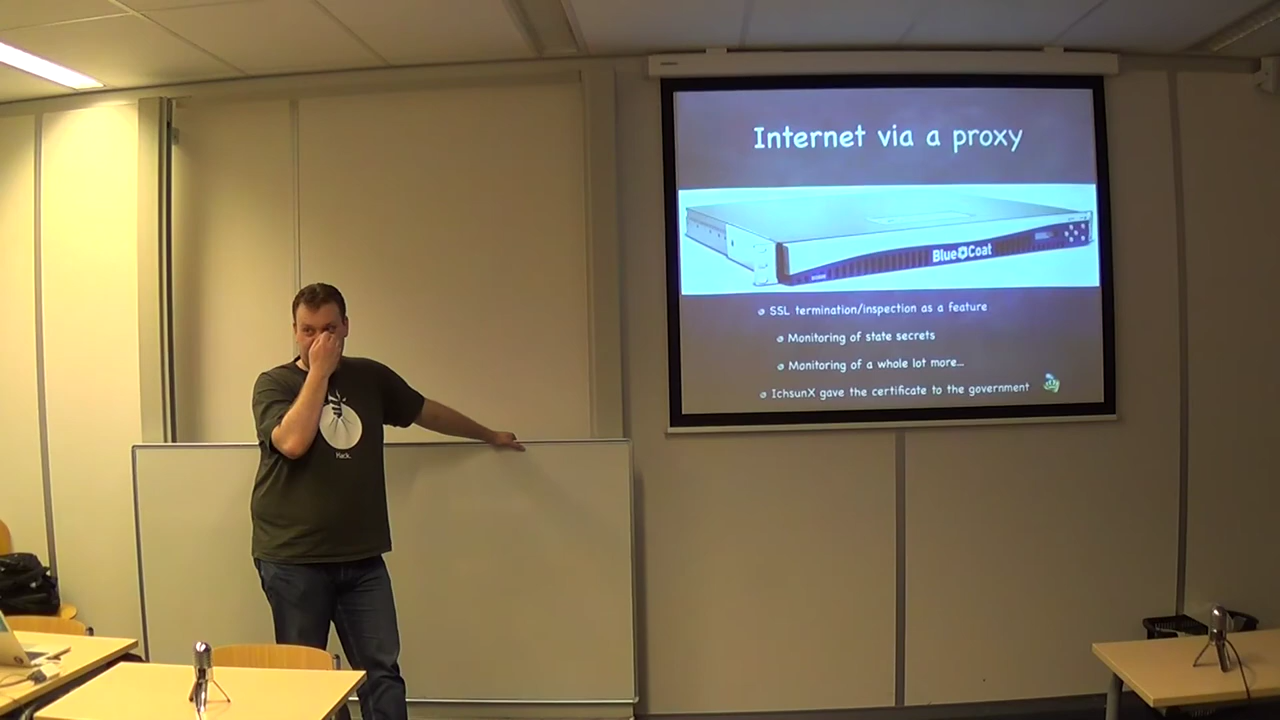 Internet via a proxy
Blue Coat
SSL termination/inspection as a feature
Monitoring of state secrets
Monitoring of a whole lot more...
IchsunX gave the certificate to the government
Hack.